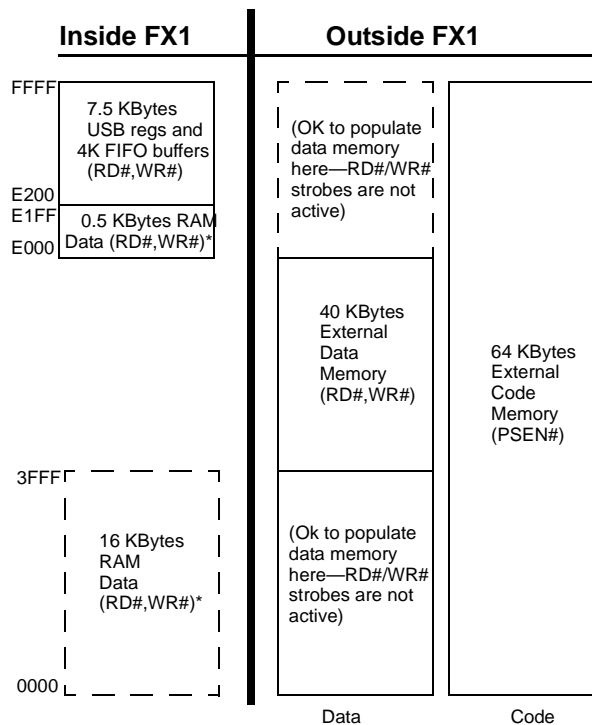 Inside FX1
Outside FX1
FFFF
7.5 KBytes
USB regs and
4K FIFO buffers
(RD#,WR#)
E200
E1FF
0.5 KBytes RAM
Data (RD#,WR#)*
E000
(OK to populate
data memory
here—RD#/WR#
strobes are not
active)
40 KBytes
External
Data
Memory
(RD#,WR#)
64 KBytes
External
Code
Memory
(PSEN#)
3FFF
16 KBytes
RAM
Data
(RD#,WR#)*
(Ok to populate
data memory
here—RD#/WR#
strobes are not
active)
0000
Data
Code